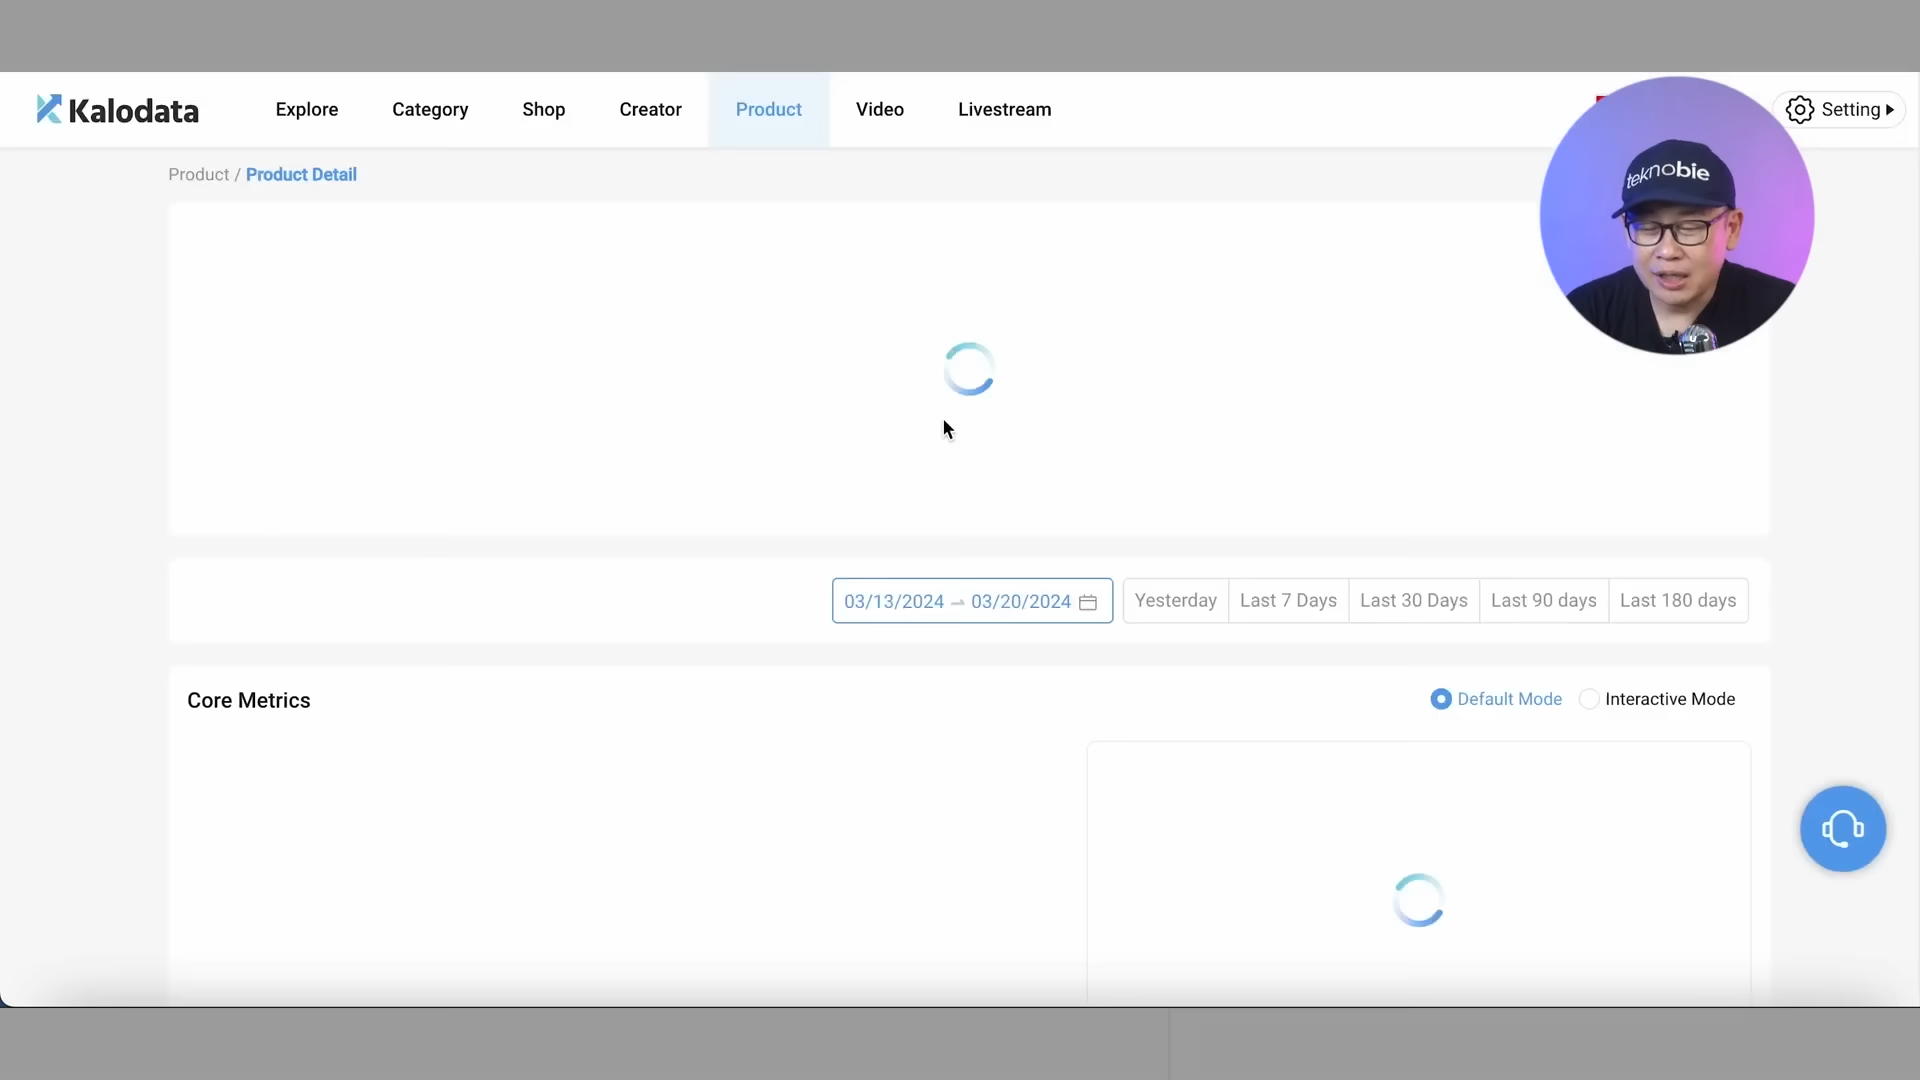 Kalodata
Explore
Category
Shop
Creator
Product
Video
Livestream
Setting
Product / Product Detail
teknobie
03/13/2024
03/20/2024
Yesterday
Last 7 Days
Last 30 Days
Last 90 days
Last 180 days
Core Metrics
Default Mode
Interactive Mode